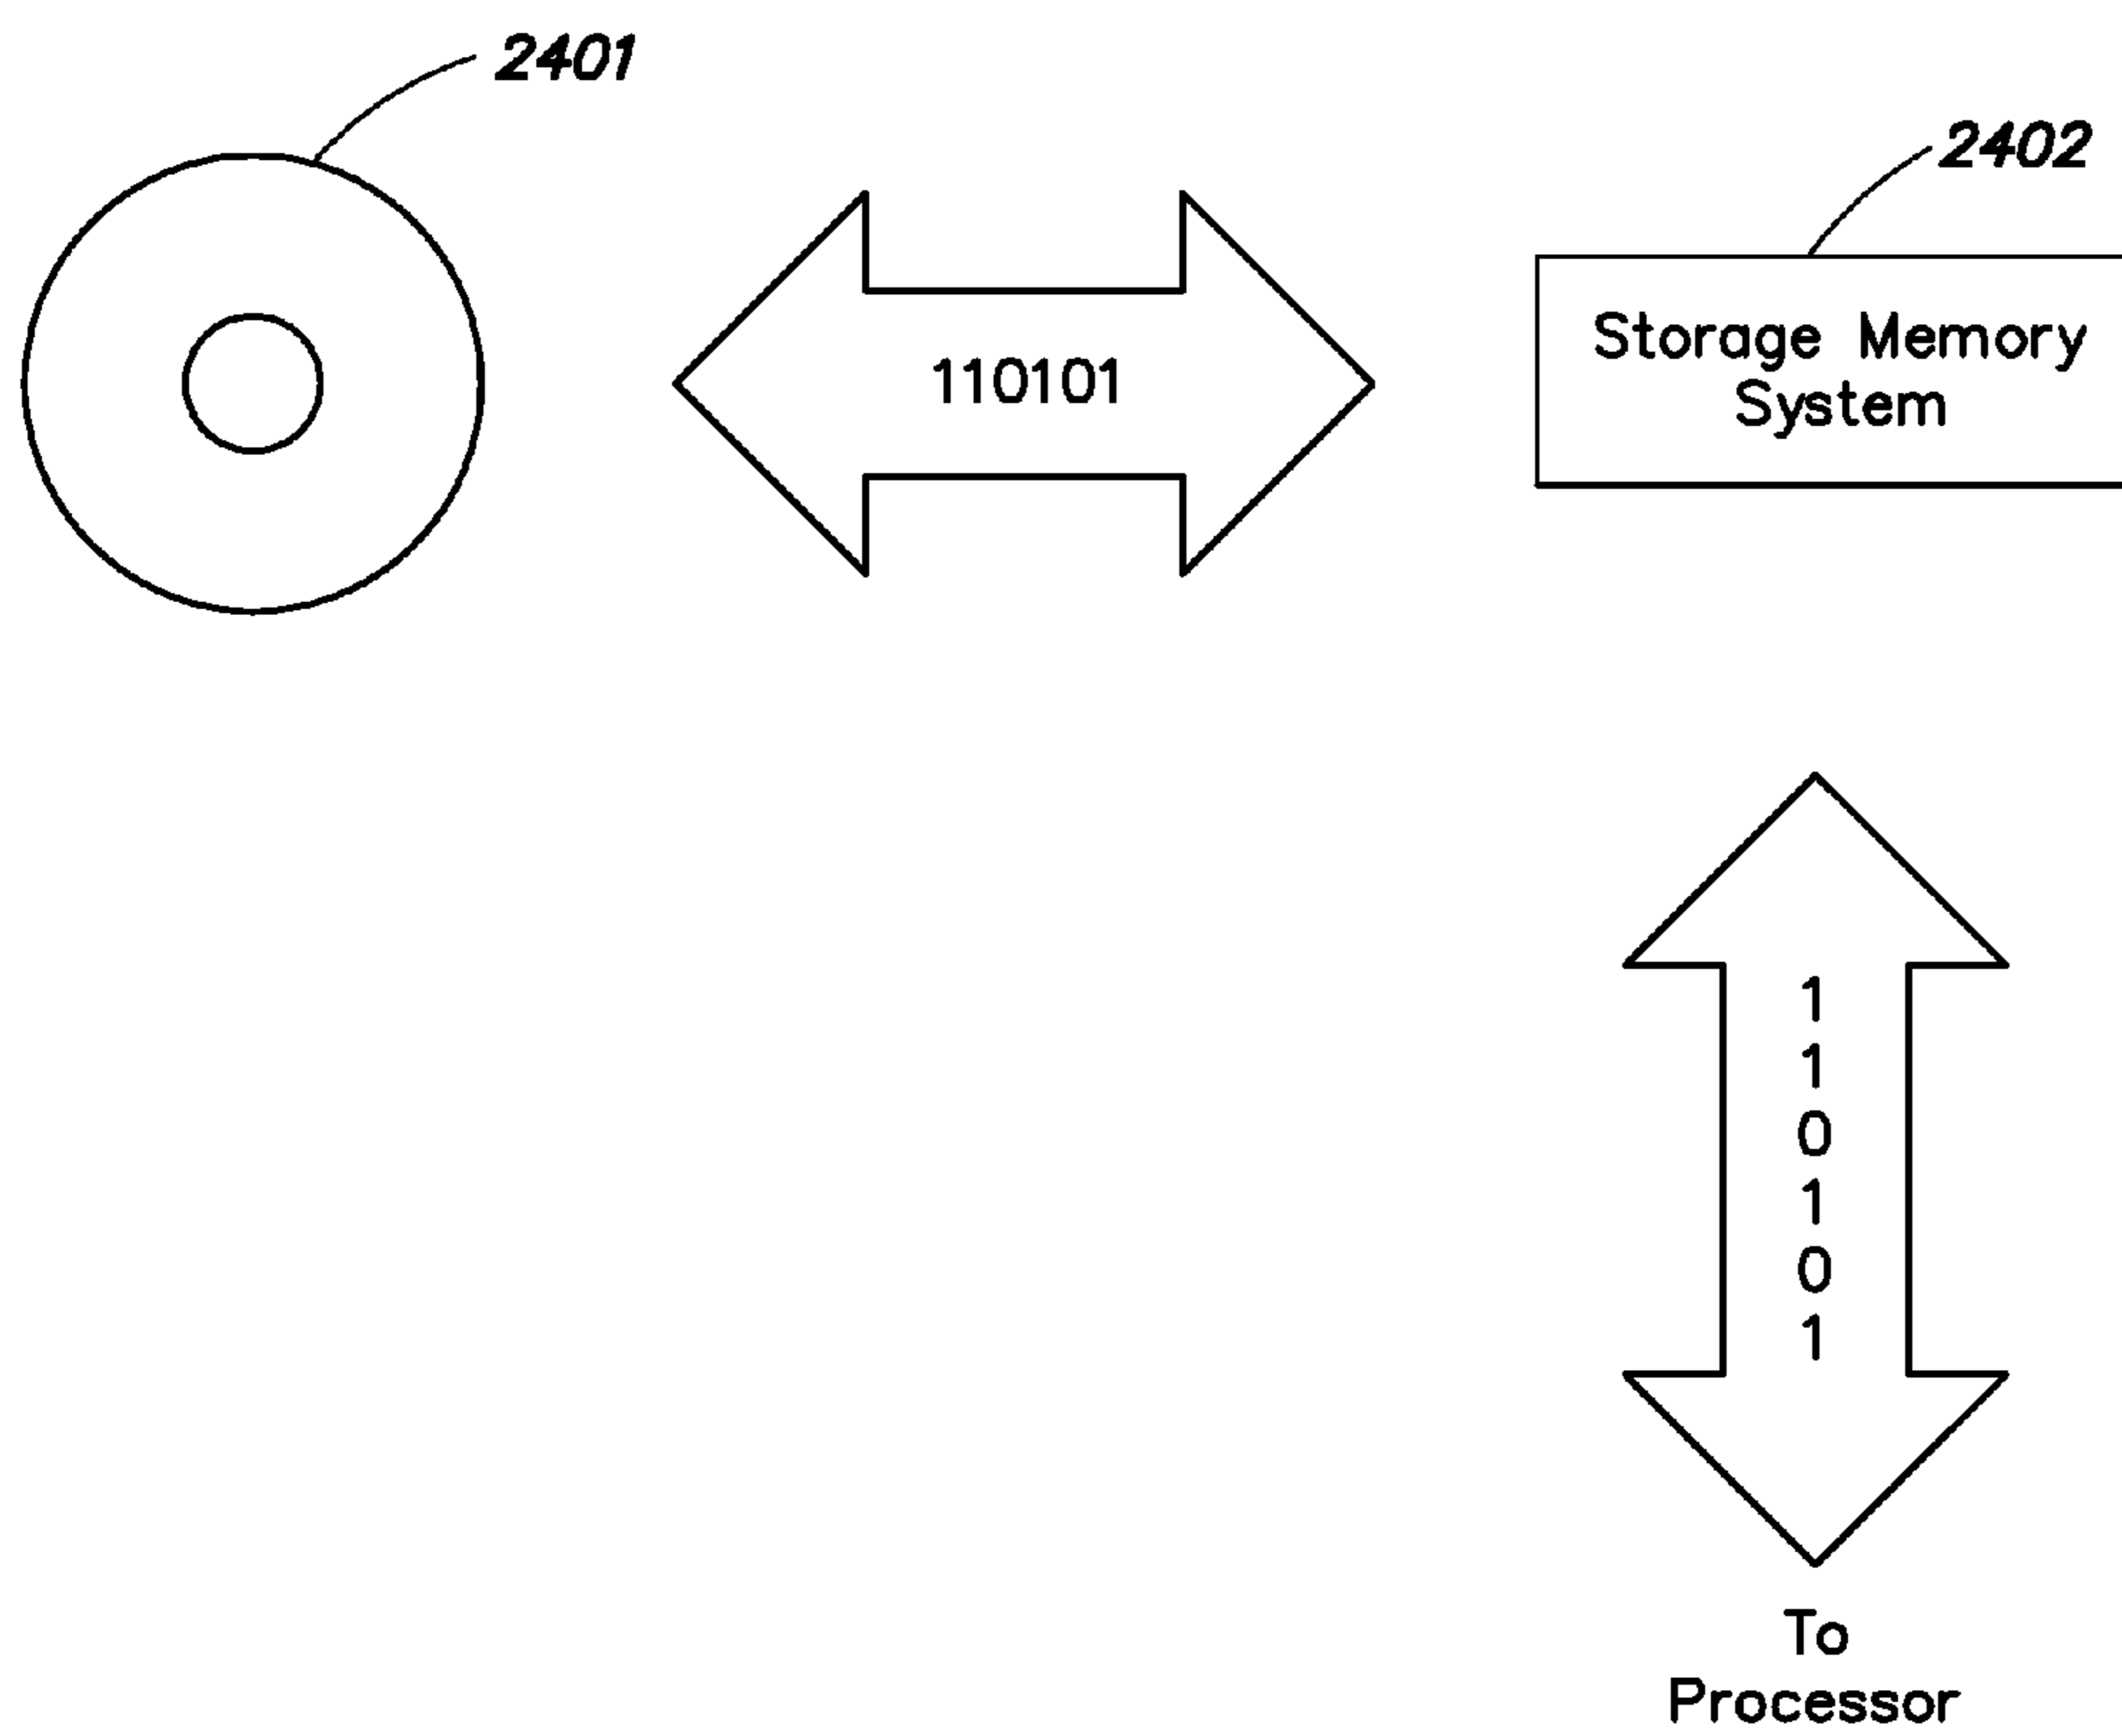 2401
2402
110101
Storage Memory
System
1
1
0
1
0
1
To
Processor